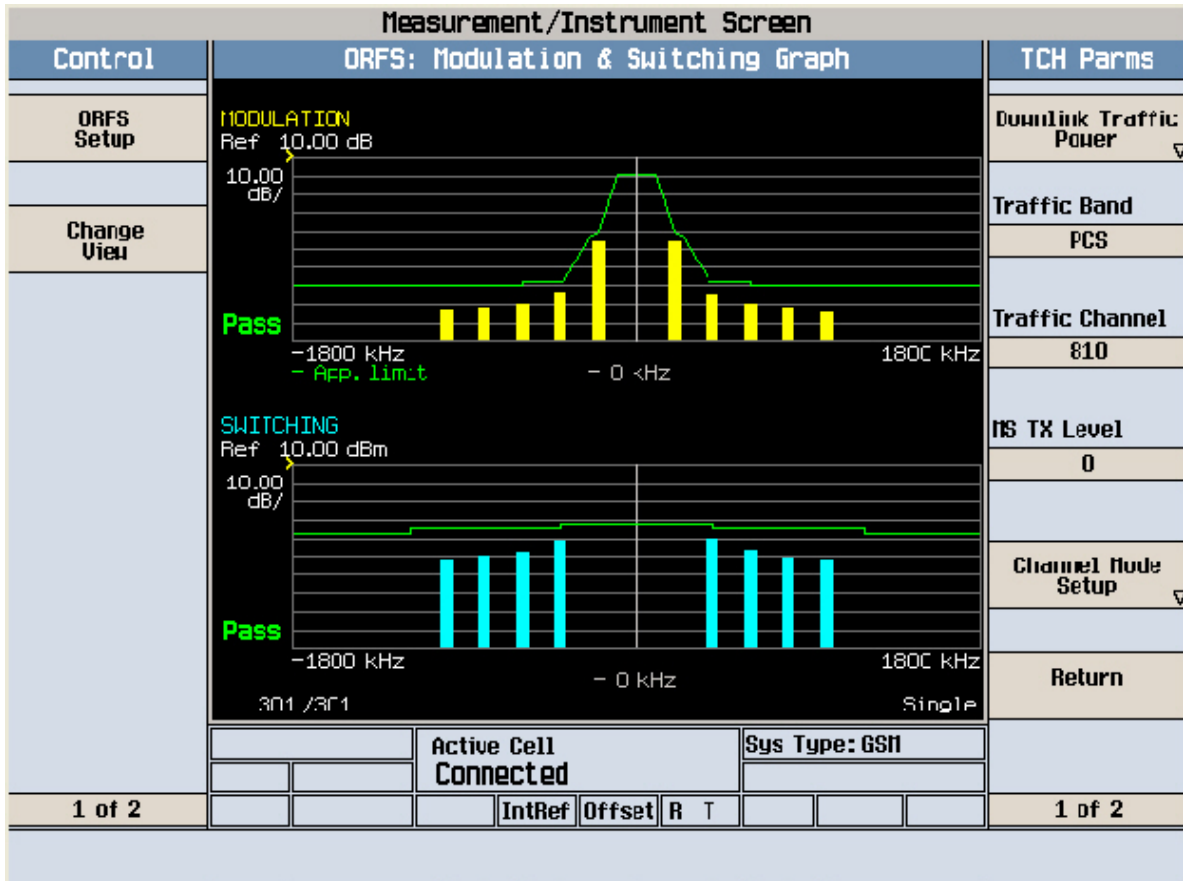 Measurement/Instrument Screen
Control
ORFS: Modulation & Switching Graph
TCH Parms
ORFS
Setup
Change
View
1 of 2
MODULATION
Ref 10.00 dB
10.00
dB/
Pass
-1800 kHz
1800 kHz
- App. limit
- 0 kHz
SWITCHING
Ref 10.00 dBm
10.00
dB/
Pass
-1800 kHz
1800 kHz
- 0 kHz
301 /301
Single
Downlink Traffic
Power
Traffic Band
PCS
Traffic Channel
810
MS TX Level
0
Channel Mode
Setup
Return
1 of 2
Active Cell
Connected
Sys Type: GSM
IntRef
Offset
R T